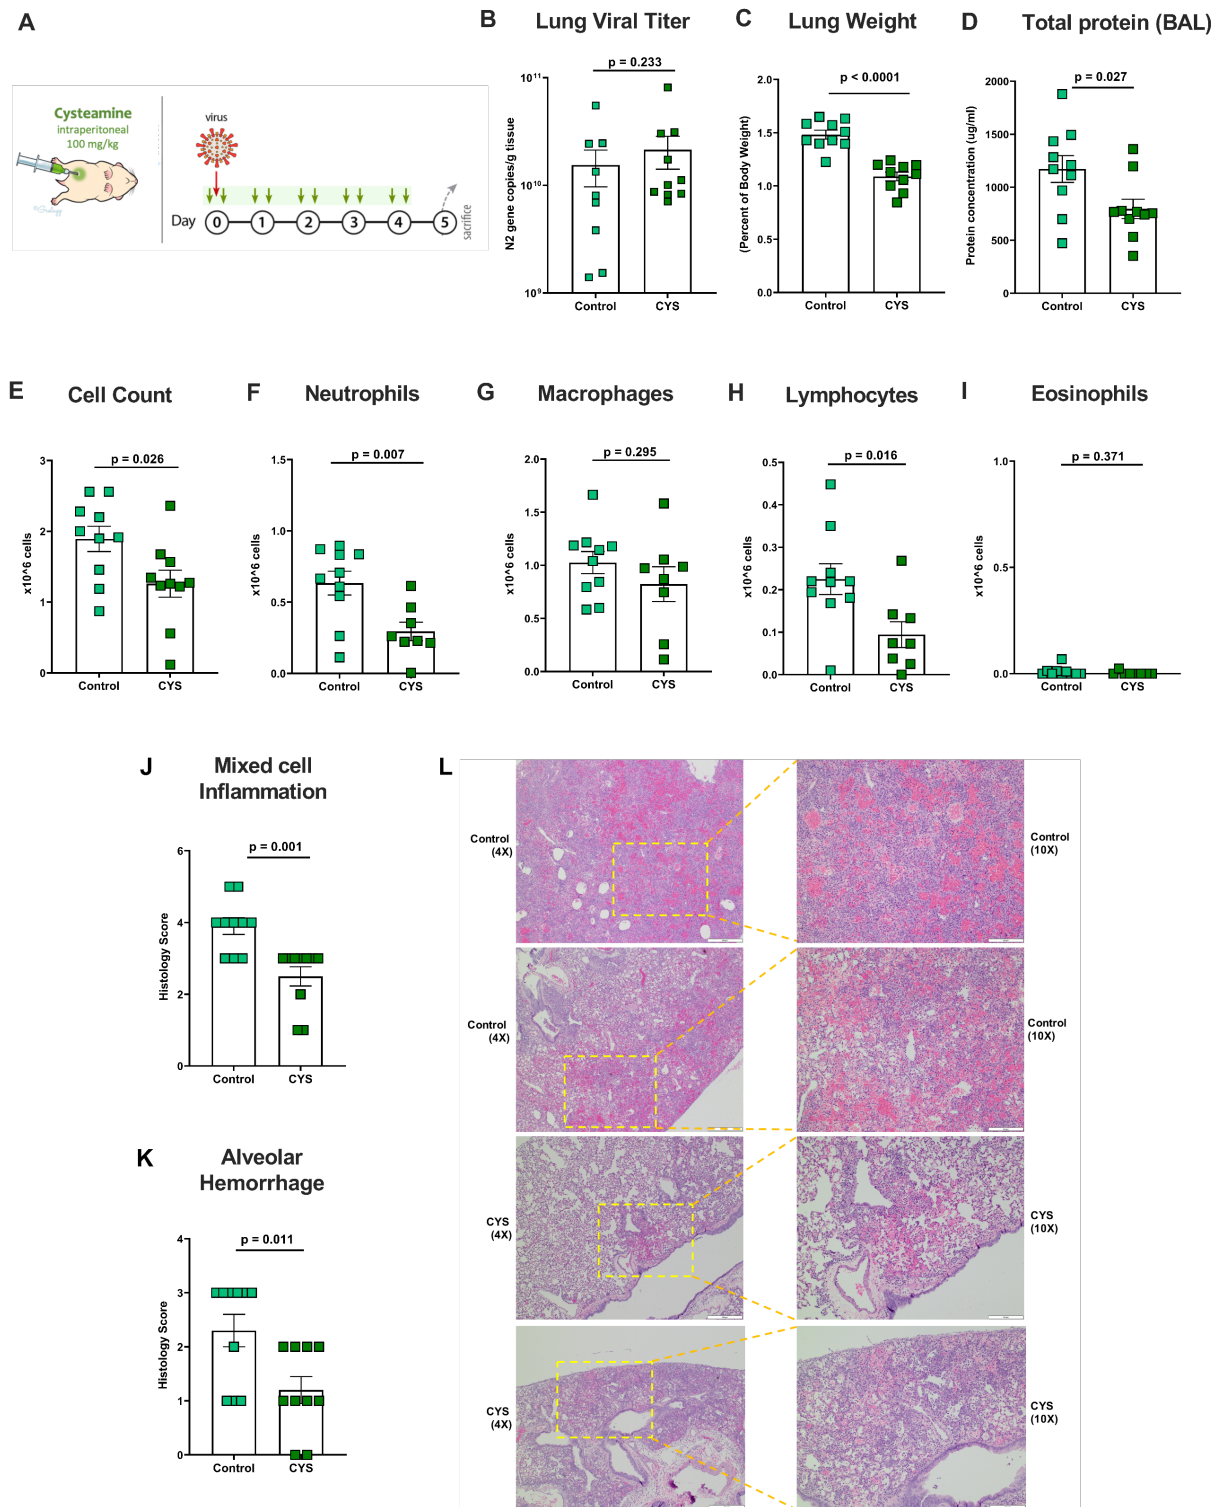 A
Cysteamine
intraperitoneal
100 mg/kg
virus
Day 0 1 2 3 4 5
sacrifice
B
Lung Viral Titer
p = 0.233
N2 gene copies/g tissue
10^11
10^10
10^9
Control CYS
C
Lung Weight
p < 0.0001
(Percent of Body Weight)
2.0
1.5
1.0
0.5
0.0
Control CYS
D
Total protein (BAL)
p = 0.027
Protein concentration (ug/ml)
2000
1500
1000
500
0
Control CYS
E
Cell Count
p = 0.026
x10^6 cells
3
2
1
0
Control CYS
F
Neutrophils
p = 0.007
x10^6 cells
1.5
1.0
0.5
0.0
Control CYS
G
Macrophages
p = 0.295
x10^6 cells
2.0
1.5
1.0
0.5
0.0
Control CYS
H
Lymphocytes
p = 0.016
x10^6 cells
0.5
0.4
0.3
0.2
0.1
0.0
Control CYS
I
Eosinophils
p = 0.371
x10^6 cells
1.0
0.5
0.0
Control CYS
J
Mixed cell
Inflammation
p = 0.001
Histology Score
6
4
2
0
Control CYS
K
Alveolar
Hemorrhage
p = 0.011
Histology Score
4
3
2
1
0
Control CYS
L
Control
(4X)
Control
(10X)
Control
(4X)
Control
(10X)
CYS
(4X)
CYS
(10X)
CYS
(4X)
CYS
(10X)